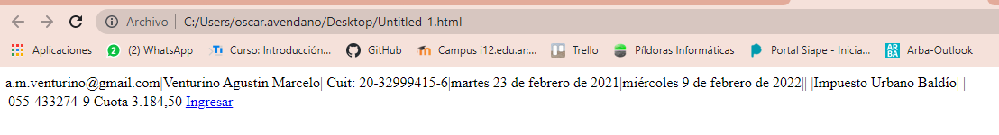 Archivo | C:/Users/oscar.avendano/Desktop/Untitled-1.html
Aplicaciones (2) WhatsApp Curso: Introducción... GitHub Campus i12.edu.ar:... Trello Píldoras Informáticas Portal Siape - Inicia... ARBA Arba-Outlook
a.m.venturino@gmail.com|Venturino Agustin Marcelo| Cuit: 20-32999415-6|martes 23 de febrero de 2021|miércoles 9 de febrero de 2022|| |Impuesto Urbano Baldío| |
055-433274-9 Cuota 3.184,50 Ingresar